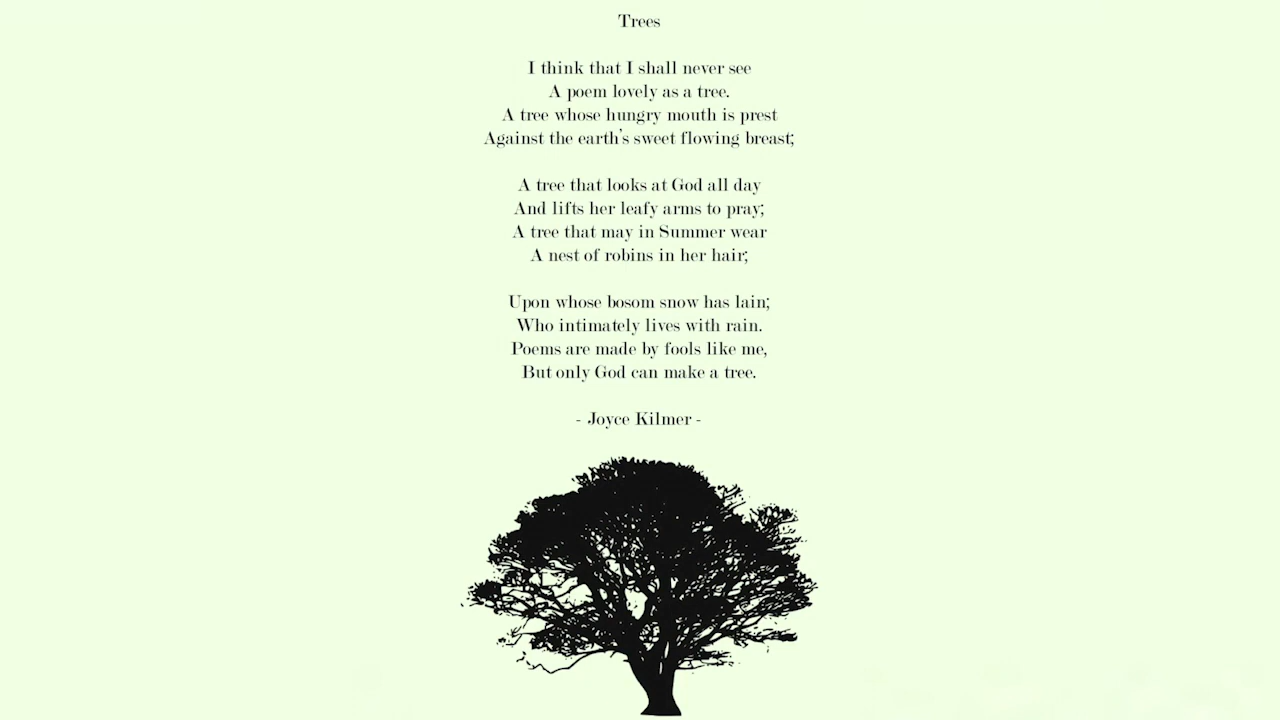 Trees
I think that I shall never see
A poem lovely as a tree.
A tree whose hungry mouth is prest
Against the earth's sweet flowing breast;
A tree that looks at God all day
And lifts her leafy arms to pray;
A tree that may in Summer wear
A nest of robins in her hair;
Upon whose bosom snow has lain;
Who intimately lives with rain.
Poems are made by fools like me,
But only God can make a tree.
- Joyce Kilmer -